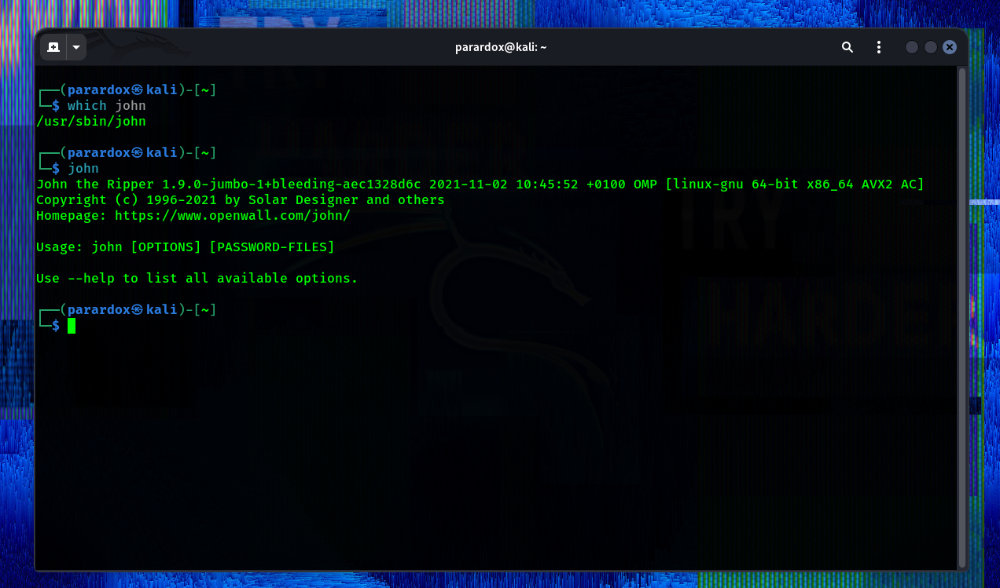 TRY
parardox@kali: ~
┌──(parardox㉿kali)-[~]
└─$ which john
/usr/sbin/john
┌──(parardox㉿kali)-[~]
└─$ john
John the Ripper 1.9.0-jumbo-1+bleeding-aec1328d6c 2021-11-02 10:45:52 +0100 OMP [linux-gnu 64-bit x86_64 AVX2 AC]
Copyright (c) 1996-2021 by Solar Designer and others
Homepage: https://www.openwall.com/john/
Usage: john [OPTIONS] [PASSWORD-FILES]
Use --help to list all available options.
┌──(parardox㉿kali)-[~]
└─$
TRY
HARDER